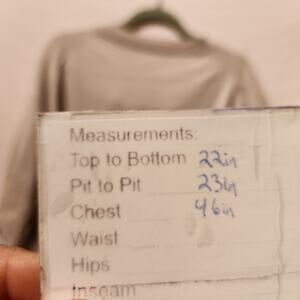 Measurements:
Top to Bottom 22in
Pit to Pit 23in
Chest 46in
Waist
Hips
Inseam